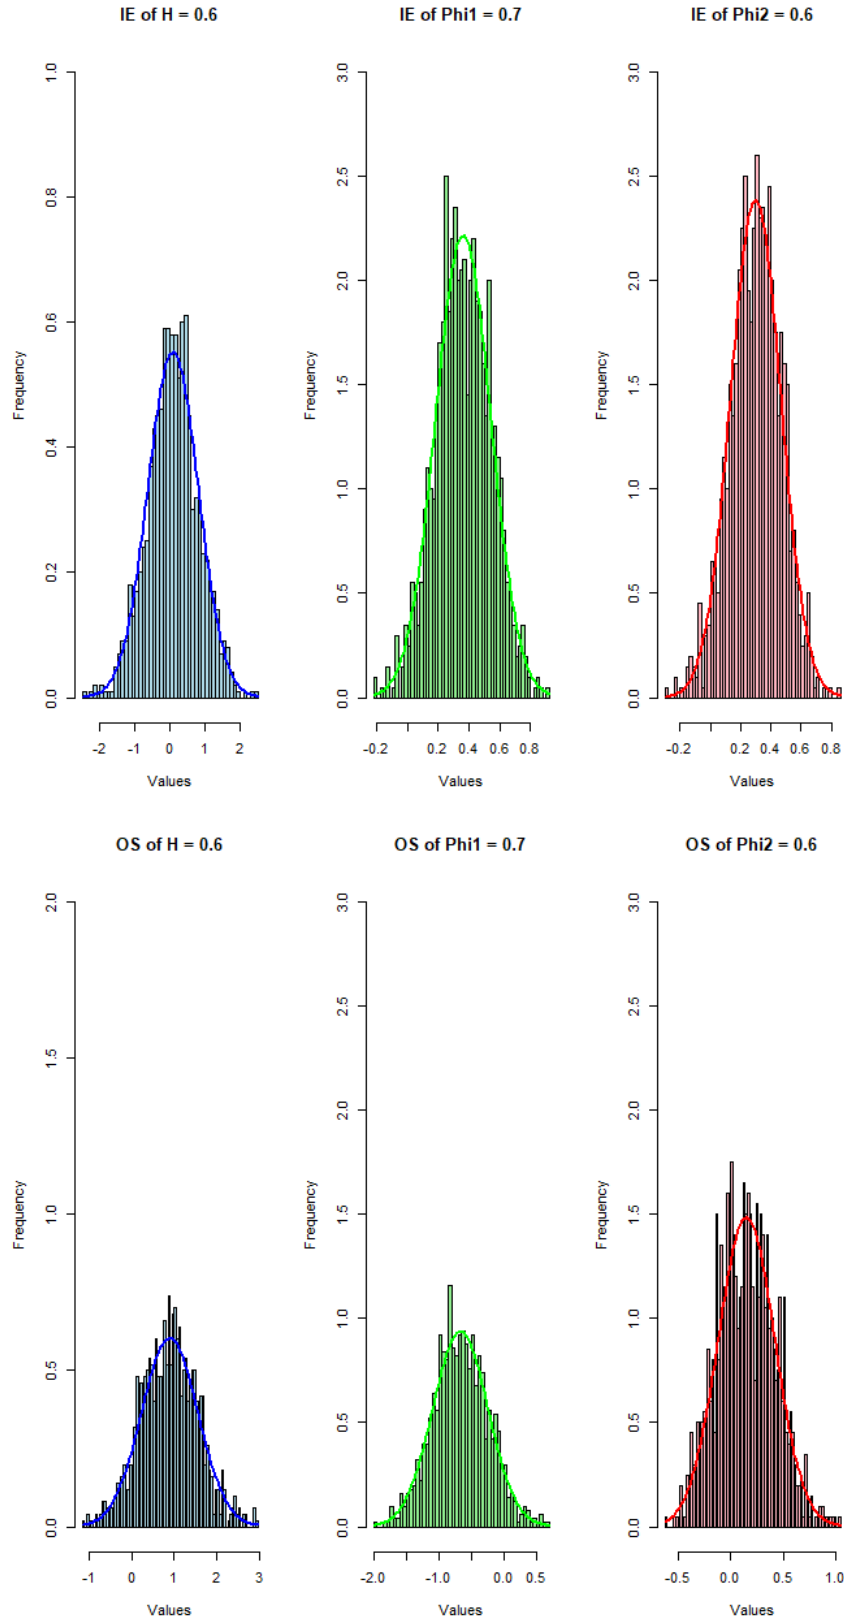 IE of H = 0.6
IE of Phi1 = 0.7
IE of Phi2 = 0.6
Frequency
0.0 0.2 0.4 0.6 0.8 1.0
-2 -1 0 1 2
Values
Frequency
0.0 0.5 1.0 1.5 2.0 2.5 3.0
-0.2 0.2 0.4 0.6 0.8
Values
Frequency
0.0 0.5 1.0 1.5 2.0 2.5 3.0
-0.2 0.2 0.4 0.6 0.8
Values
OS of H = 0.6
OS of Phi1 = 0.7
OS of Phi2 = 0.6
Frequency
0.0 0.5 1.0 1.5 2.0
-1 0 1 2 3
Values
Frequency
0.0 0.5 1.0 1.5 2.0 2.5 3.0
-2.0 -1.0 0.0 0.5
Values
Frequency
0.0 0.5 1.0 1.5 2.0 2.5 3.0
-0.5 0.0 0.5 1.0
Values